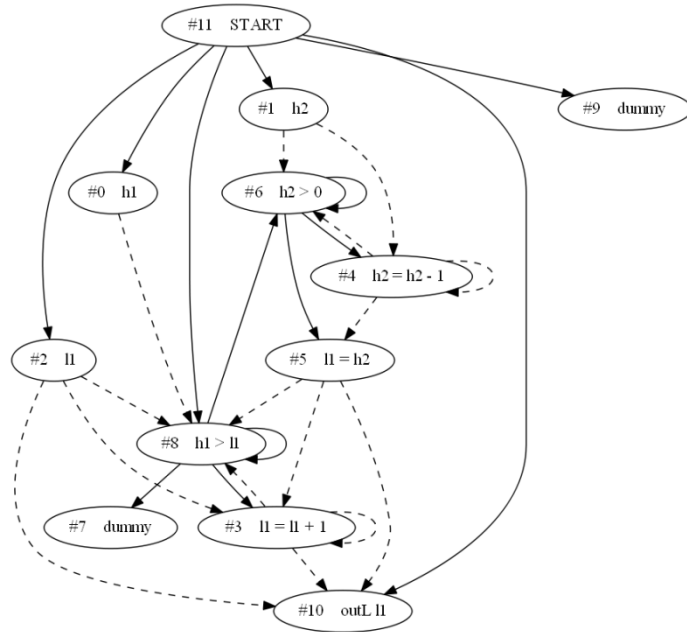 #11 START
#1 h2
#9 dummy
#0 h1
#6 h2 > 0
#4 h2 = h2 - 1
#2 l1
#5 l1 = h2
#8 h1 > l1
#7 dummy
#3 l1 = l1 + 1
#10 outL l1